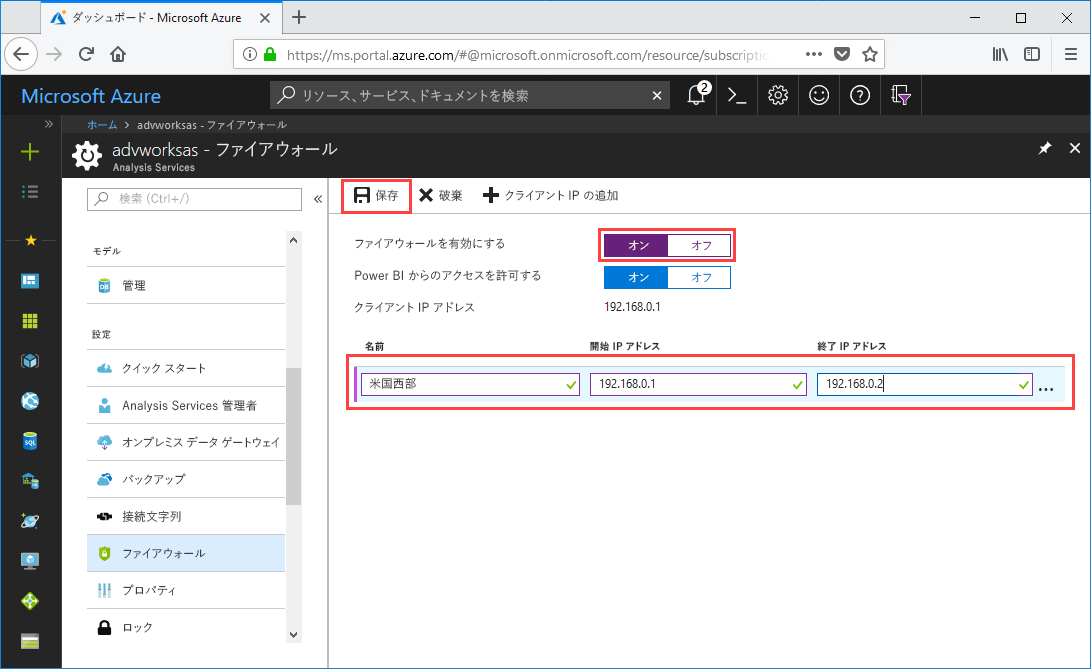 ダッシュボード - Microsoft Azure
https://ms.portal.azure.com/#@microsoft.onmicrosoft.com/resource/subscriptio
Microsoft Azure
リソース、サービス、ドキュメントを検索
2
ホーム > advworksas - ファイアウォール
advworksas - ファイアウォール
Analysis Services
検索 (Ctrl+/)
保存
破棄
クライアント IP の追加
モデル
管理
設定
クイック スタート
Analysis Services 管理者
オンプレミス データ ゲートウェイ
バックアップ
接続文字列
ファイアウォール
プロパティ
ロック
ファイアウォールを有効にする オン オフ
Power BI からのアクセスを許可する オン オフ
クライアント IP アドレス 192.168.0.1
名前 開始 IP アドレス 終了 IP アドレス
米国西部 192.168.0.1 192.168.0.2